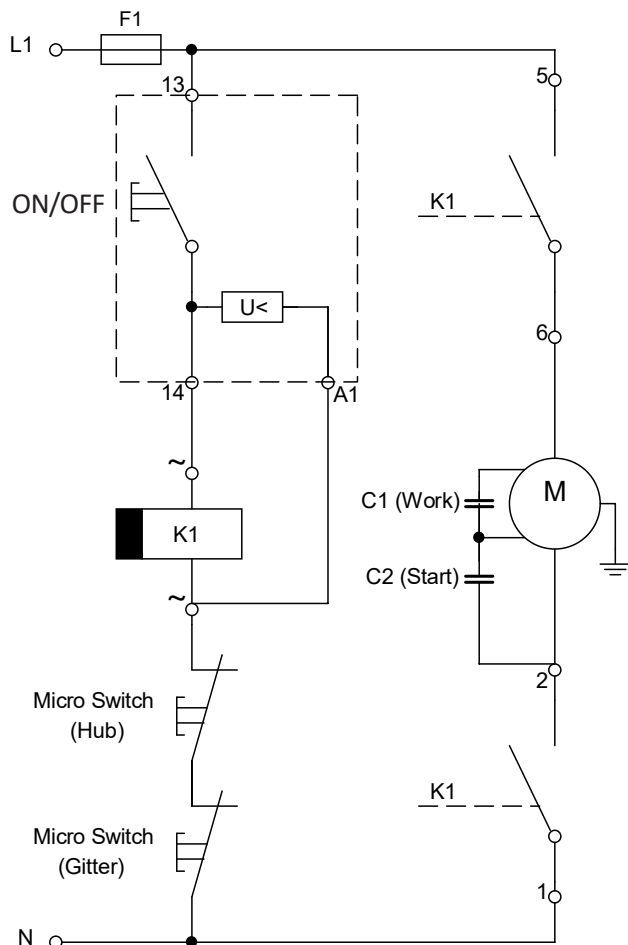 F1
L1
13
5
ON/OFF
K1
U<
6
14
A1
~
M
C1 (Work)
K1
C2 (Start)
~
2
Micro Switch
(Hub)
K1
Micro Switch
(Gitter)
1
N